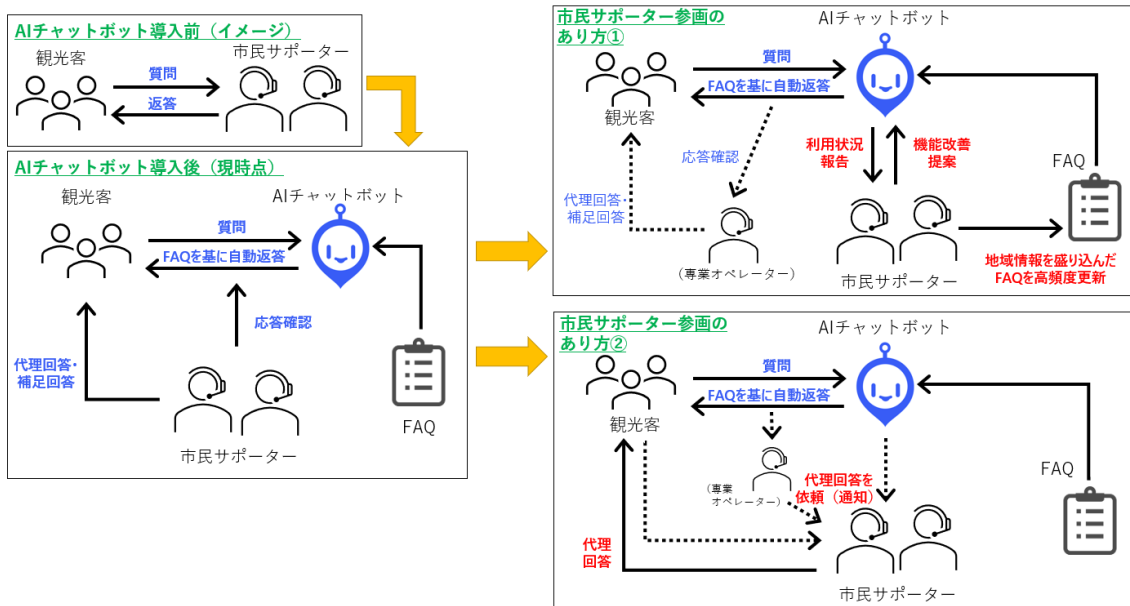 AIチャットボット導入前（イメージ）
観光客
市民サポーター
質問
返答
AIチャットボット導入後（現時点）
観光客
AIチャットボット
質問
FAQを基に自動返答
応答確認
代理回答・
補足回答
市民サポーター
FAQ
市民サポーター参画の
あり方①
AIチャットボット
質問
FAQを基に自動返答
観光客
応答確認
利用状況
報告
機能改善
提案
FAQ
代理回答・
補足回答
（専業オペレーター）
市民サポーター
地域情報を盛り込んだ
FAQを高頻度更新
市民サポーター参画の
あり方②
AIチャットボット
質問
FAQを基に自動返答
観光客
（専業
オペレーター）
代理回答を
依頼（通知）
FAQ
代理
回答
市民サポーター